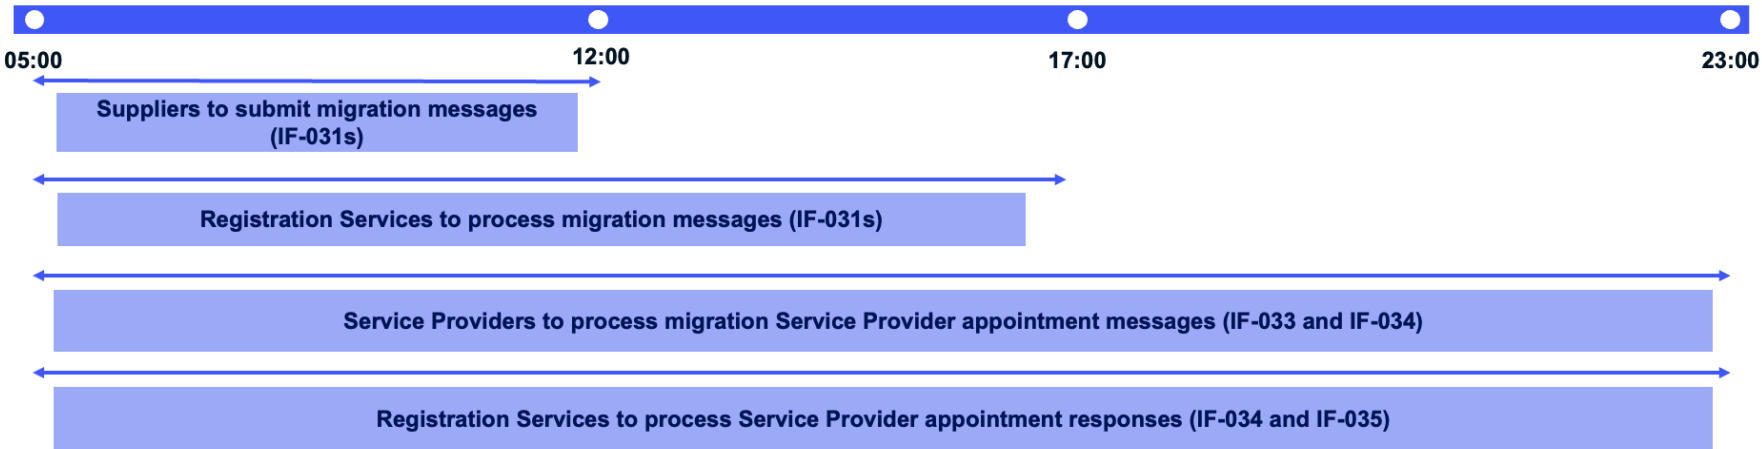 05:00
12:00
17:00
23:00
Suppliers to submit migration messages
(IF-031s)
Registration Services to process migration messages (IF-031s)
Service Providers to process migration Service Provider appointment messages (IF-033 and IF-034)
Registration Services to process Service Provider appointment responses (IF-034 and IF-035)